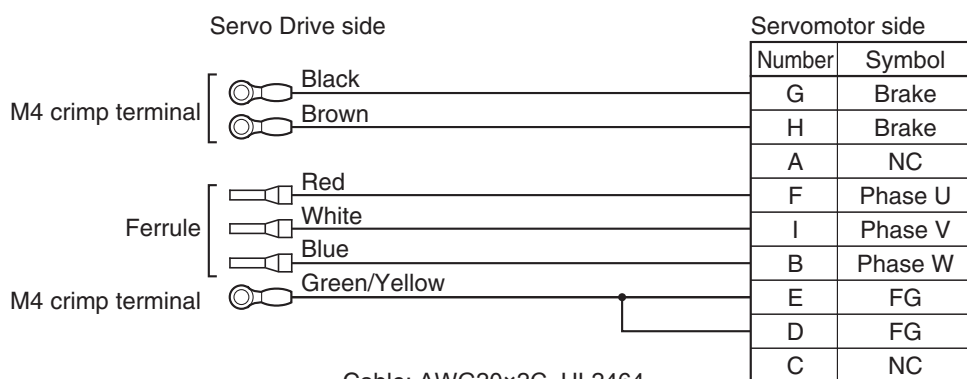 Servo Drive side
Servomotor side
Number Symbol
M4 crimp terminal
Black
G Brake
Brown
H Brake
A NC
Ferrule
Red
F Phase U
White
I Phase V
Blue
B Phase W
M4 crimp terminal
Green/Yellow
E FG
D FG
C NC